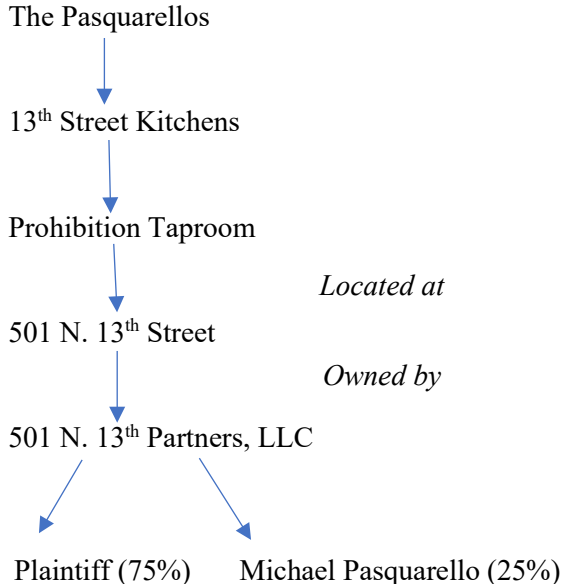 The Pasquarellos
13th Street Kitchens
Prohibition Taproom
Located at
501 N. 13th Street
Owned by
501 N. 13th Partners, LLC
Plaintiff (75%) Michael Pasquarello (25%)